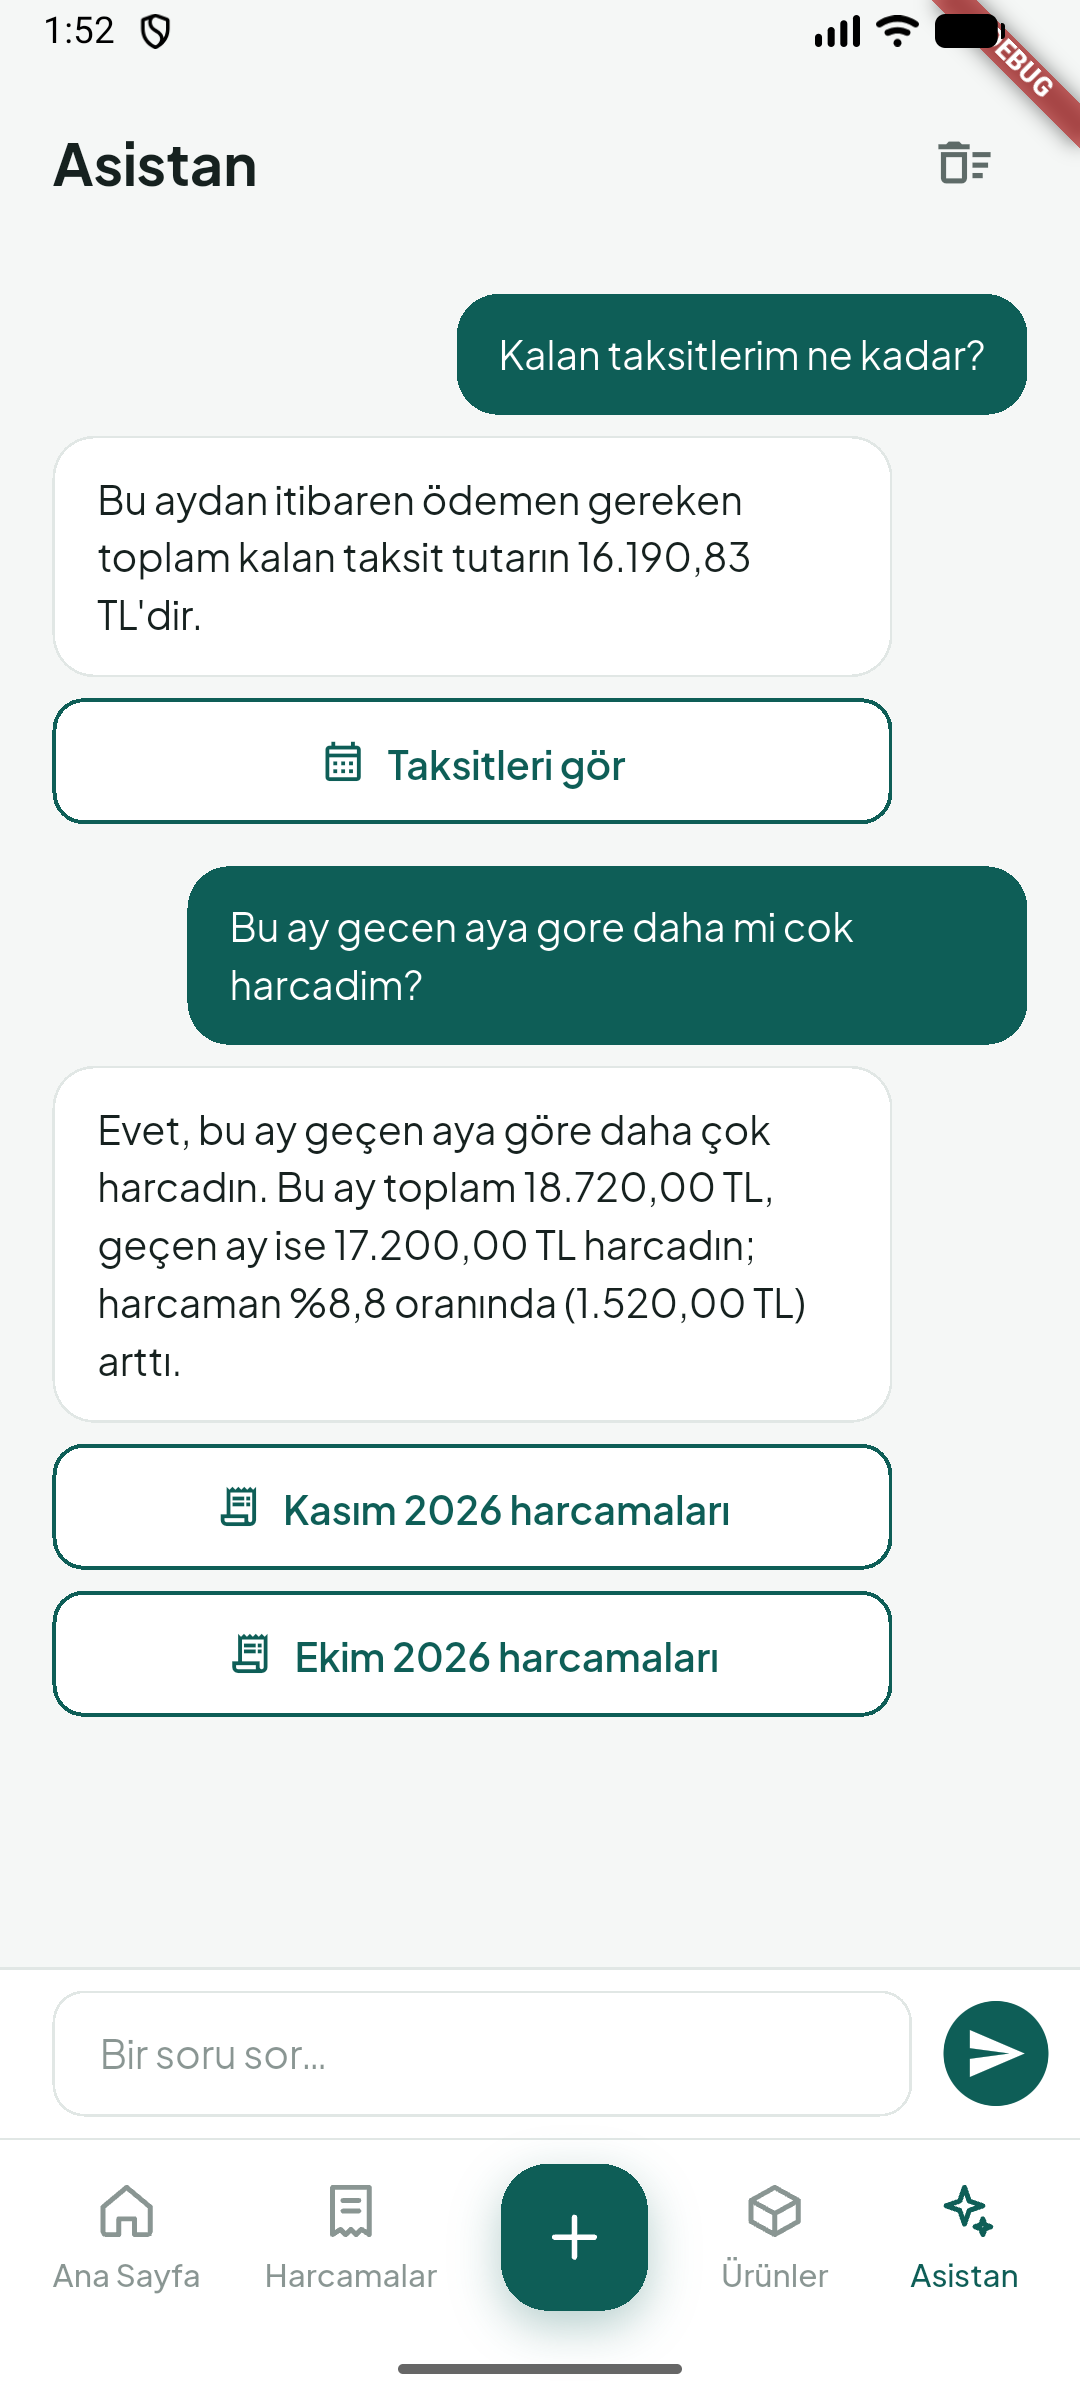 1:52
EBUG
Asistan
Kalan taksitlerim ne kadar?
Bu aydan itibaren ödemen gereken
toplam kalan taksit tutarın 16.190,83
TL'dir.
Taksitleri gör
Bu ay gecen aya gore daha mi cok
harcadim?
Evet, bu ay geçen aya göre daha çok
harcadın. Bu ay toplam 18.720,00 TL,
geçen ay ise 17.200,00 TL harcadın;
harcaman %8,8 oranında (1.520,00 TL)
arttı.
Kasım 2026 harcamaları
Ekim 2026 harcamaları
Bir soru sor...
Ana Sayfa
Harcamalar
Ürünler
Asistan